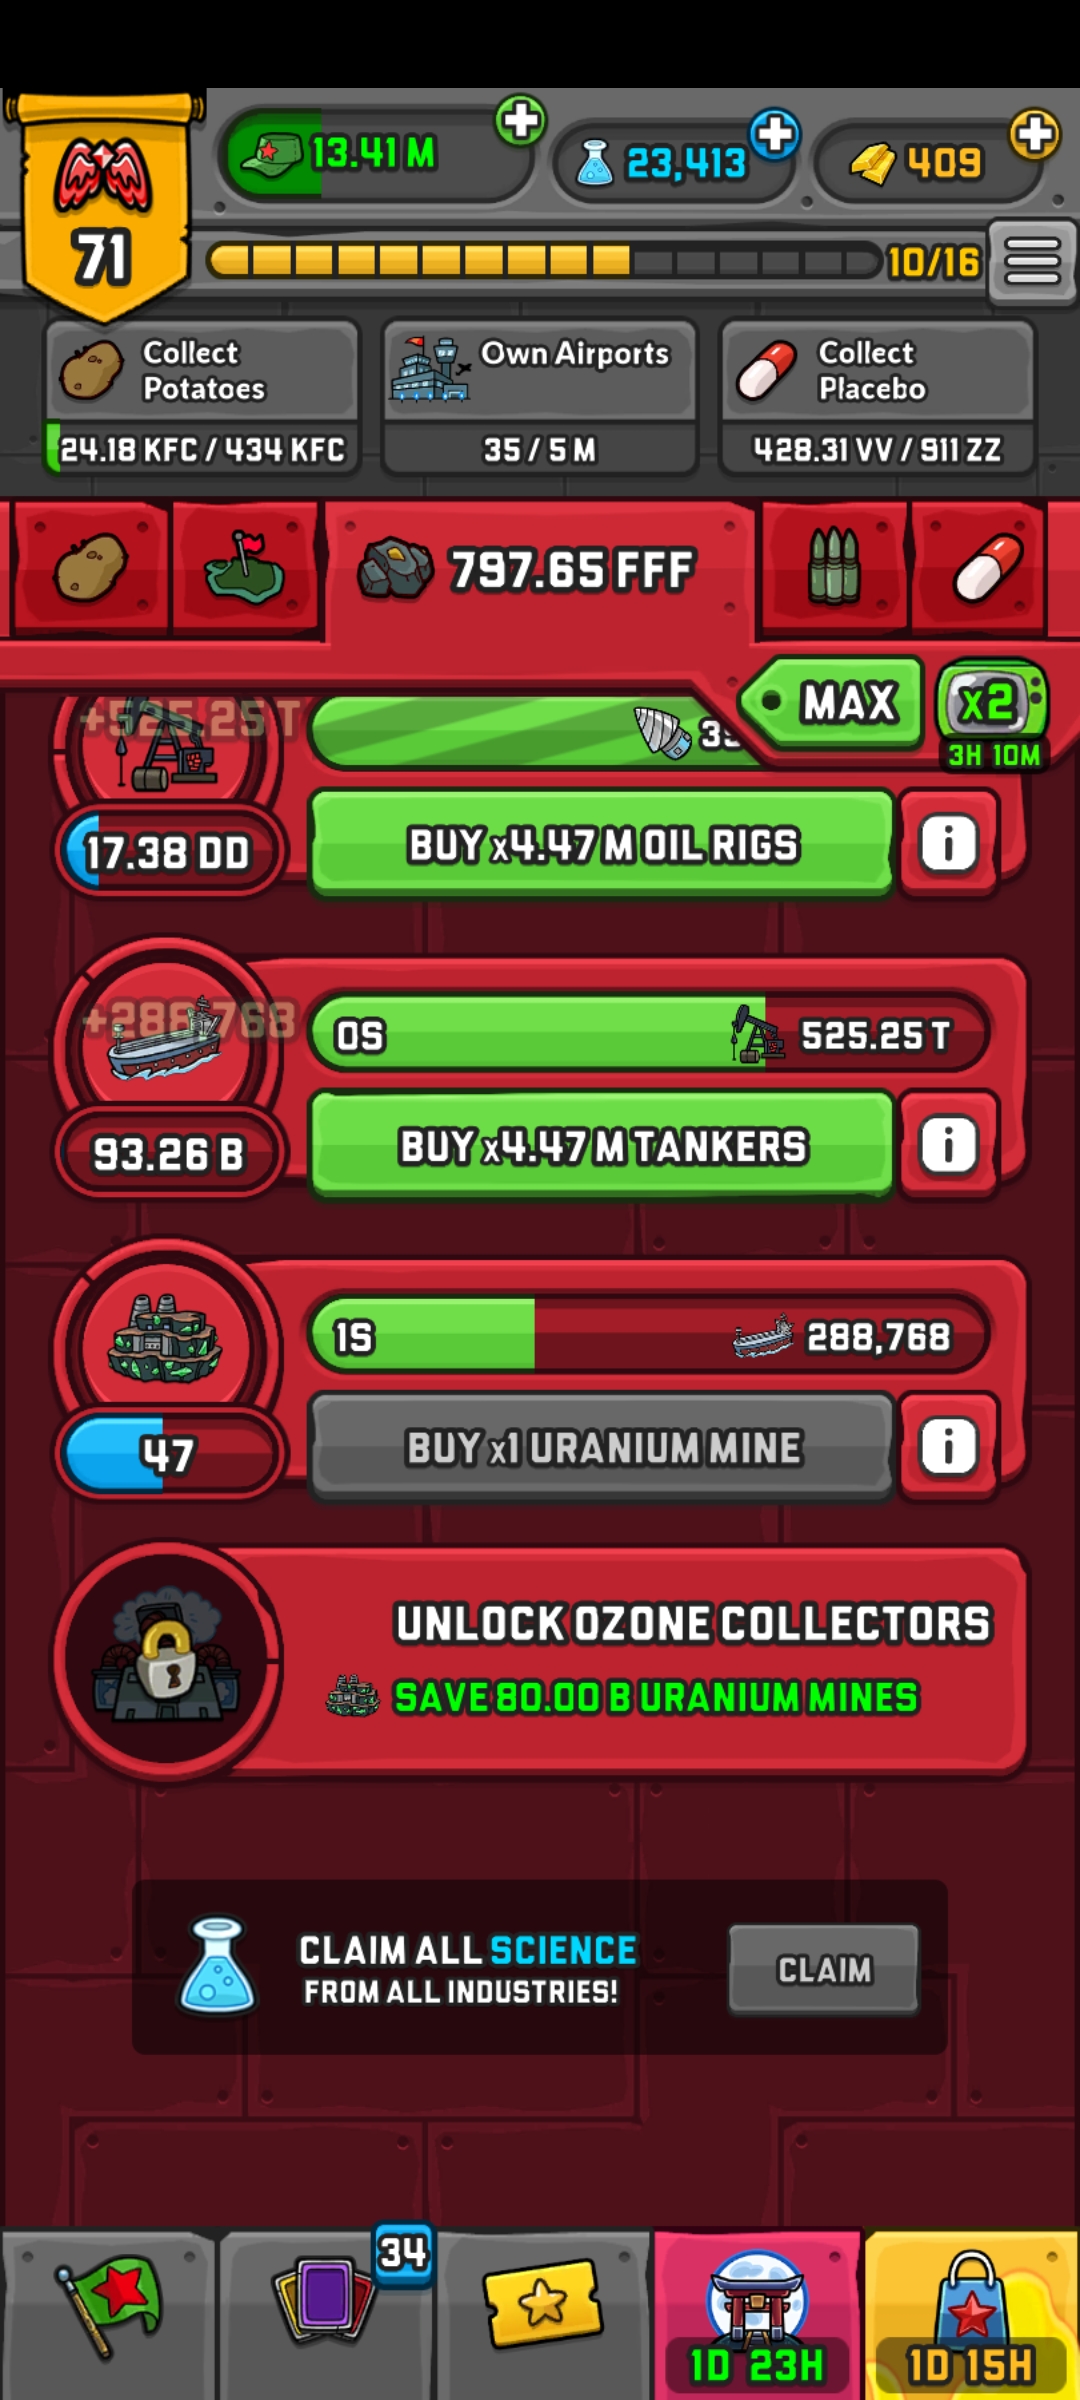 13.41 M
23,413
409
71
10/16
Collect
Potatoes
Own Airports
Collect
Placebo
24.18 KFC / 434 KFC
35 / 5 M
428.31 VV / 911 ZZ
797.65 FFF
MAX
x2
3H 10M
+525.25 T
17.38 DD
BUY x4.47 M OIL RIGS
i
+288,768
0S
525.25 T
93.26 B
BUY x4.47 M TANKERS
i
1S
288,768
47
BUY x1 URANIUM MINE
i
UNLOCK OZONE COLLECTORS
SAVE 80.00 B URANIUM MINES
CLAIM ALL SCIENCE
FROM ALL INDUSTRIES!
CLAIM
34
1D 23H
1D 15H